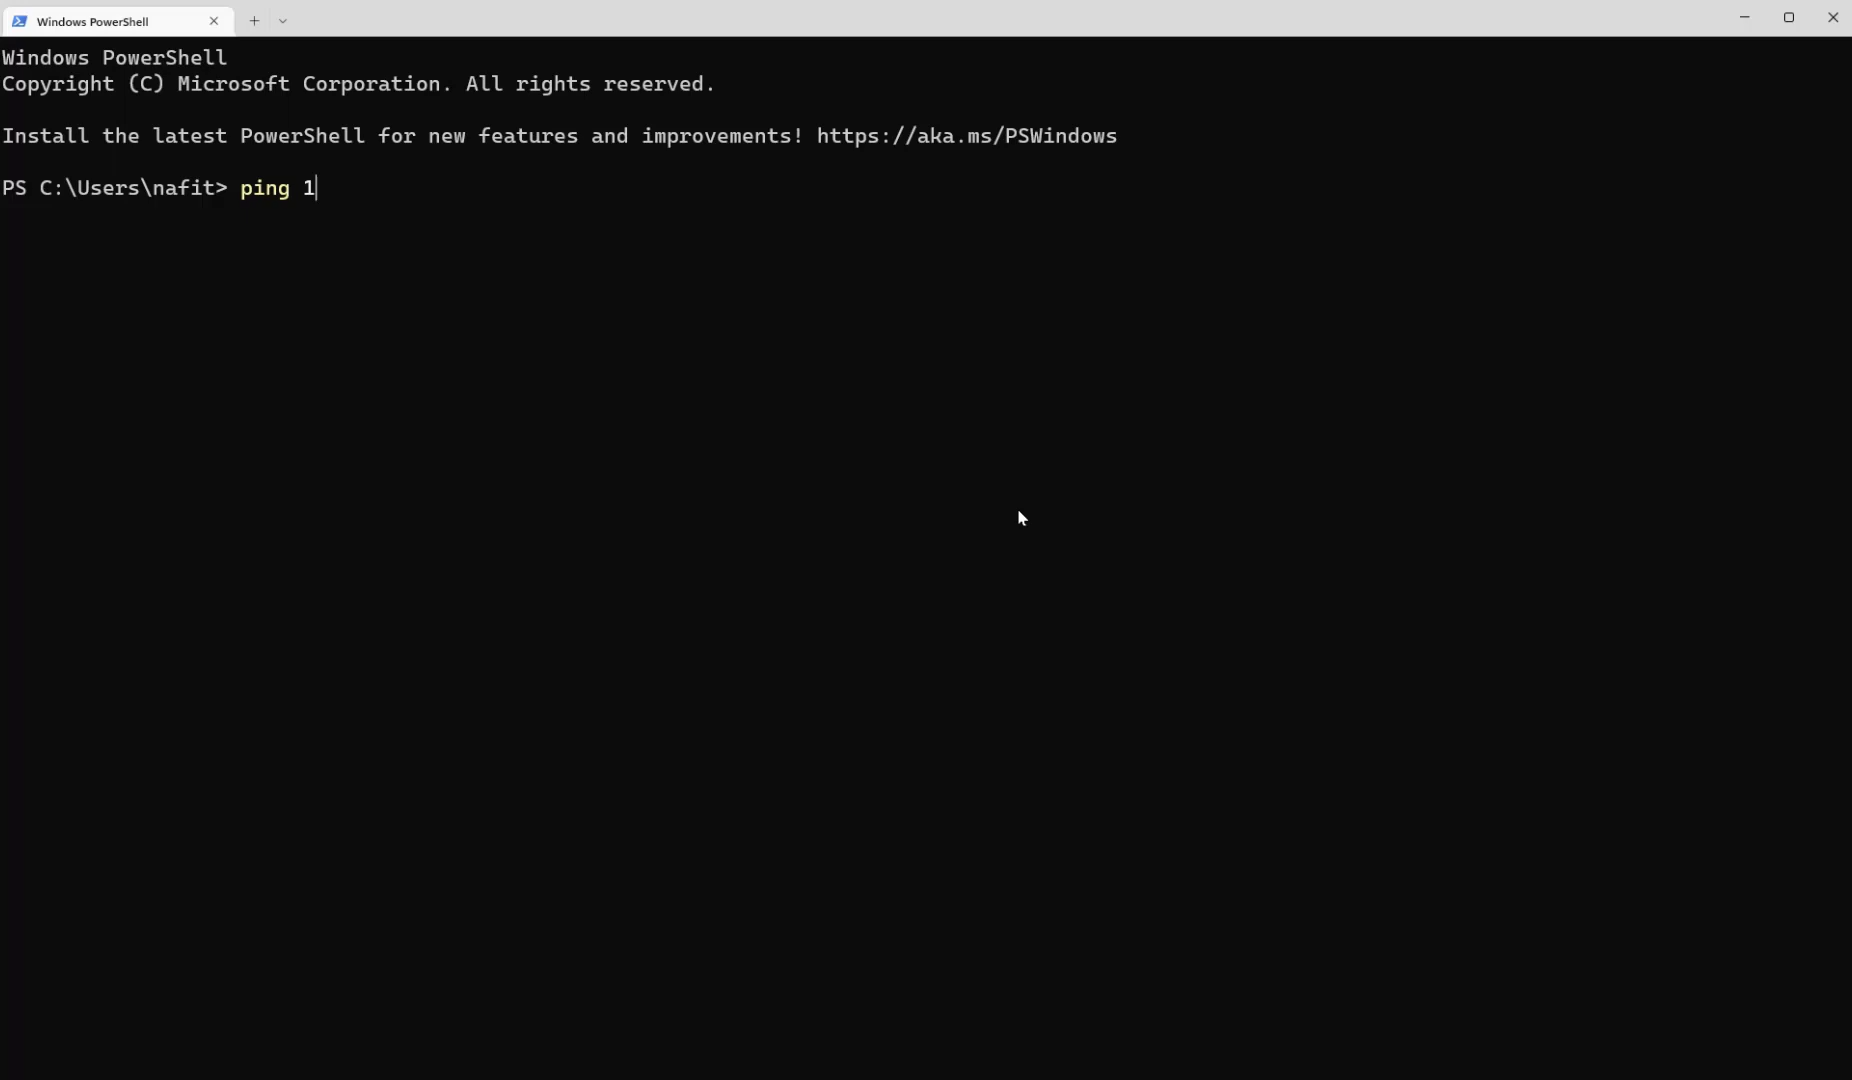 Windows PowerShell
Windows PowerShell
Copyright (C) Microsoft Corporation. All rights reserved.
Install the latest PowerShell for new features and improvements! https://aka.ms/PSWindows
PS C:\Users\nafit> ping 1